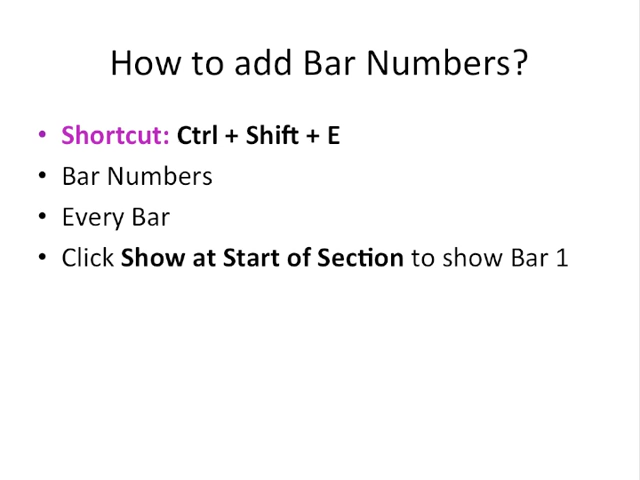 How to add Bar Numbers?
• Shortcut: Ctrl + Shift + E
• Bar Numbers
• Every Bar
• Click Show at Start of Section to show Bar 1